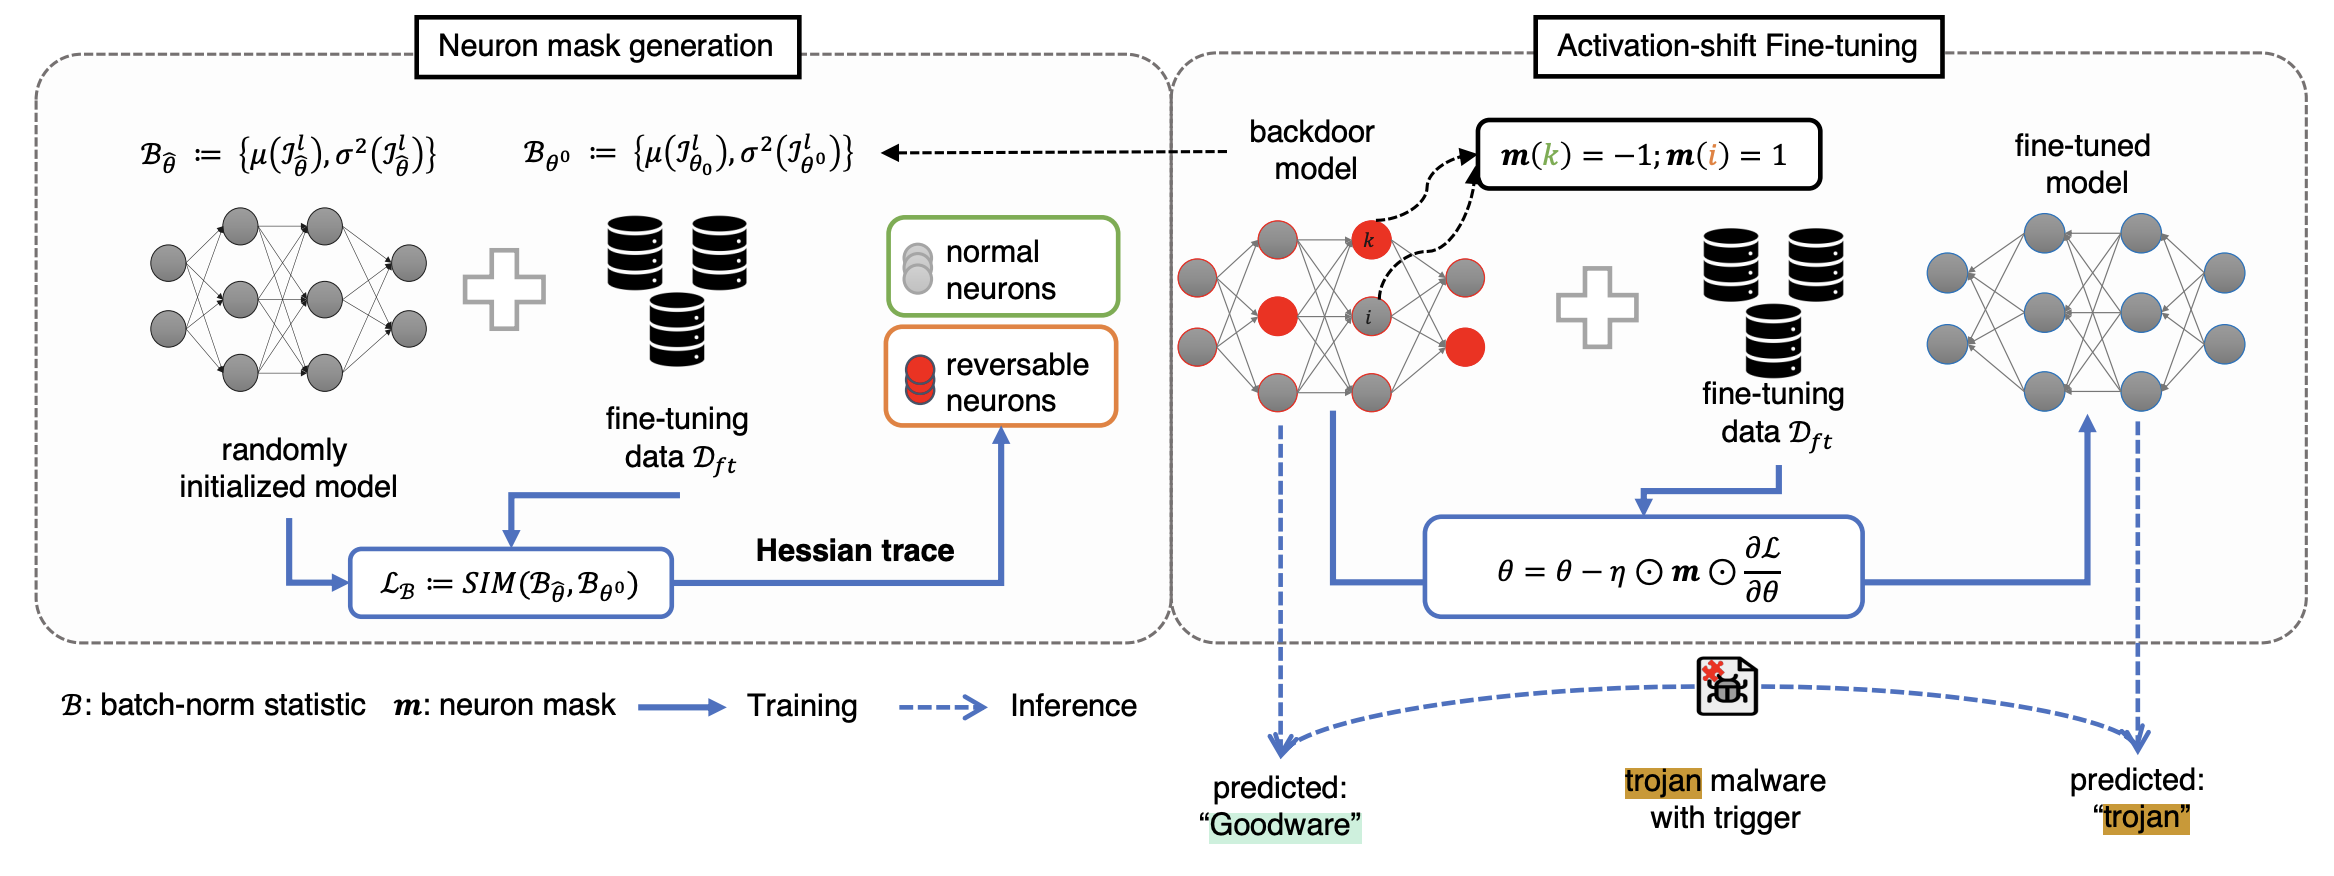 Neuron mask generation
Activation-shift Fine-tuning
ℬ_θ̂ ≔ {μ(ℐ^l_θ̂), σ²(ℐ^l_θ̂)}
ℬ_θ⁰ ≔ {μ(ℐ^l_θ₀), σ²(ℐ^l_θ⁰)}
normal
neurons
reversable
neurons
randomly
initialized model
fine-tuning
data 𝒟_ft
ℒ_ℬ ≔ SIM(ℬ_θ̂, ℬ_θ⁰)
Hessian trace
backdoor
model
m(k) = −1; m(i) = 1
k
i
fine-tuning
data 𝒟_ft
fine-tuned
model
θ = θ − η ⊙ m ⊙ ∂ℒ/∂θ
ℬ: batch-norm statistic m: neuron mask Training Inference
predicted:
“Goodware”
trojan malware
with trigger
predicted:
“trojan”